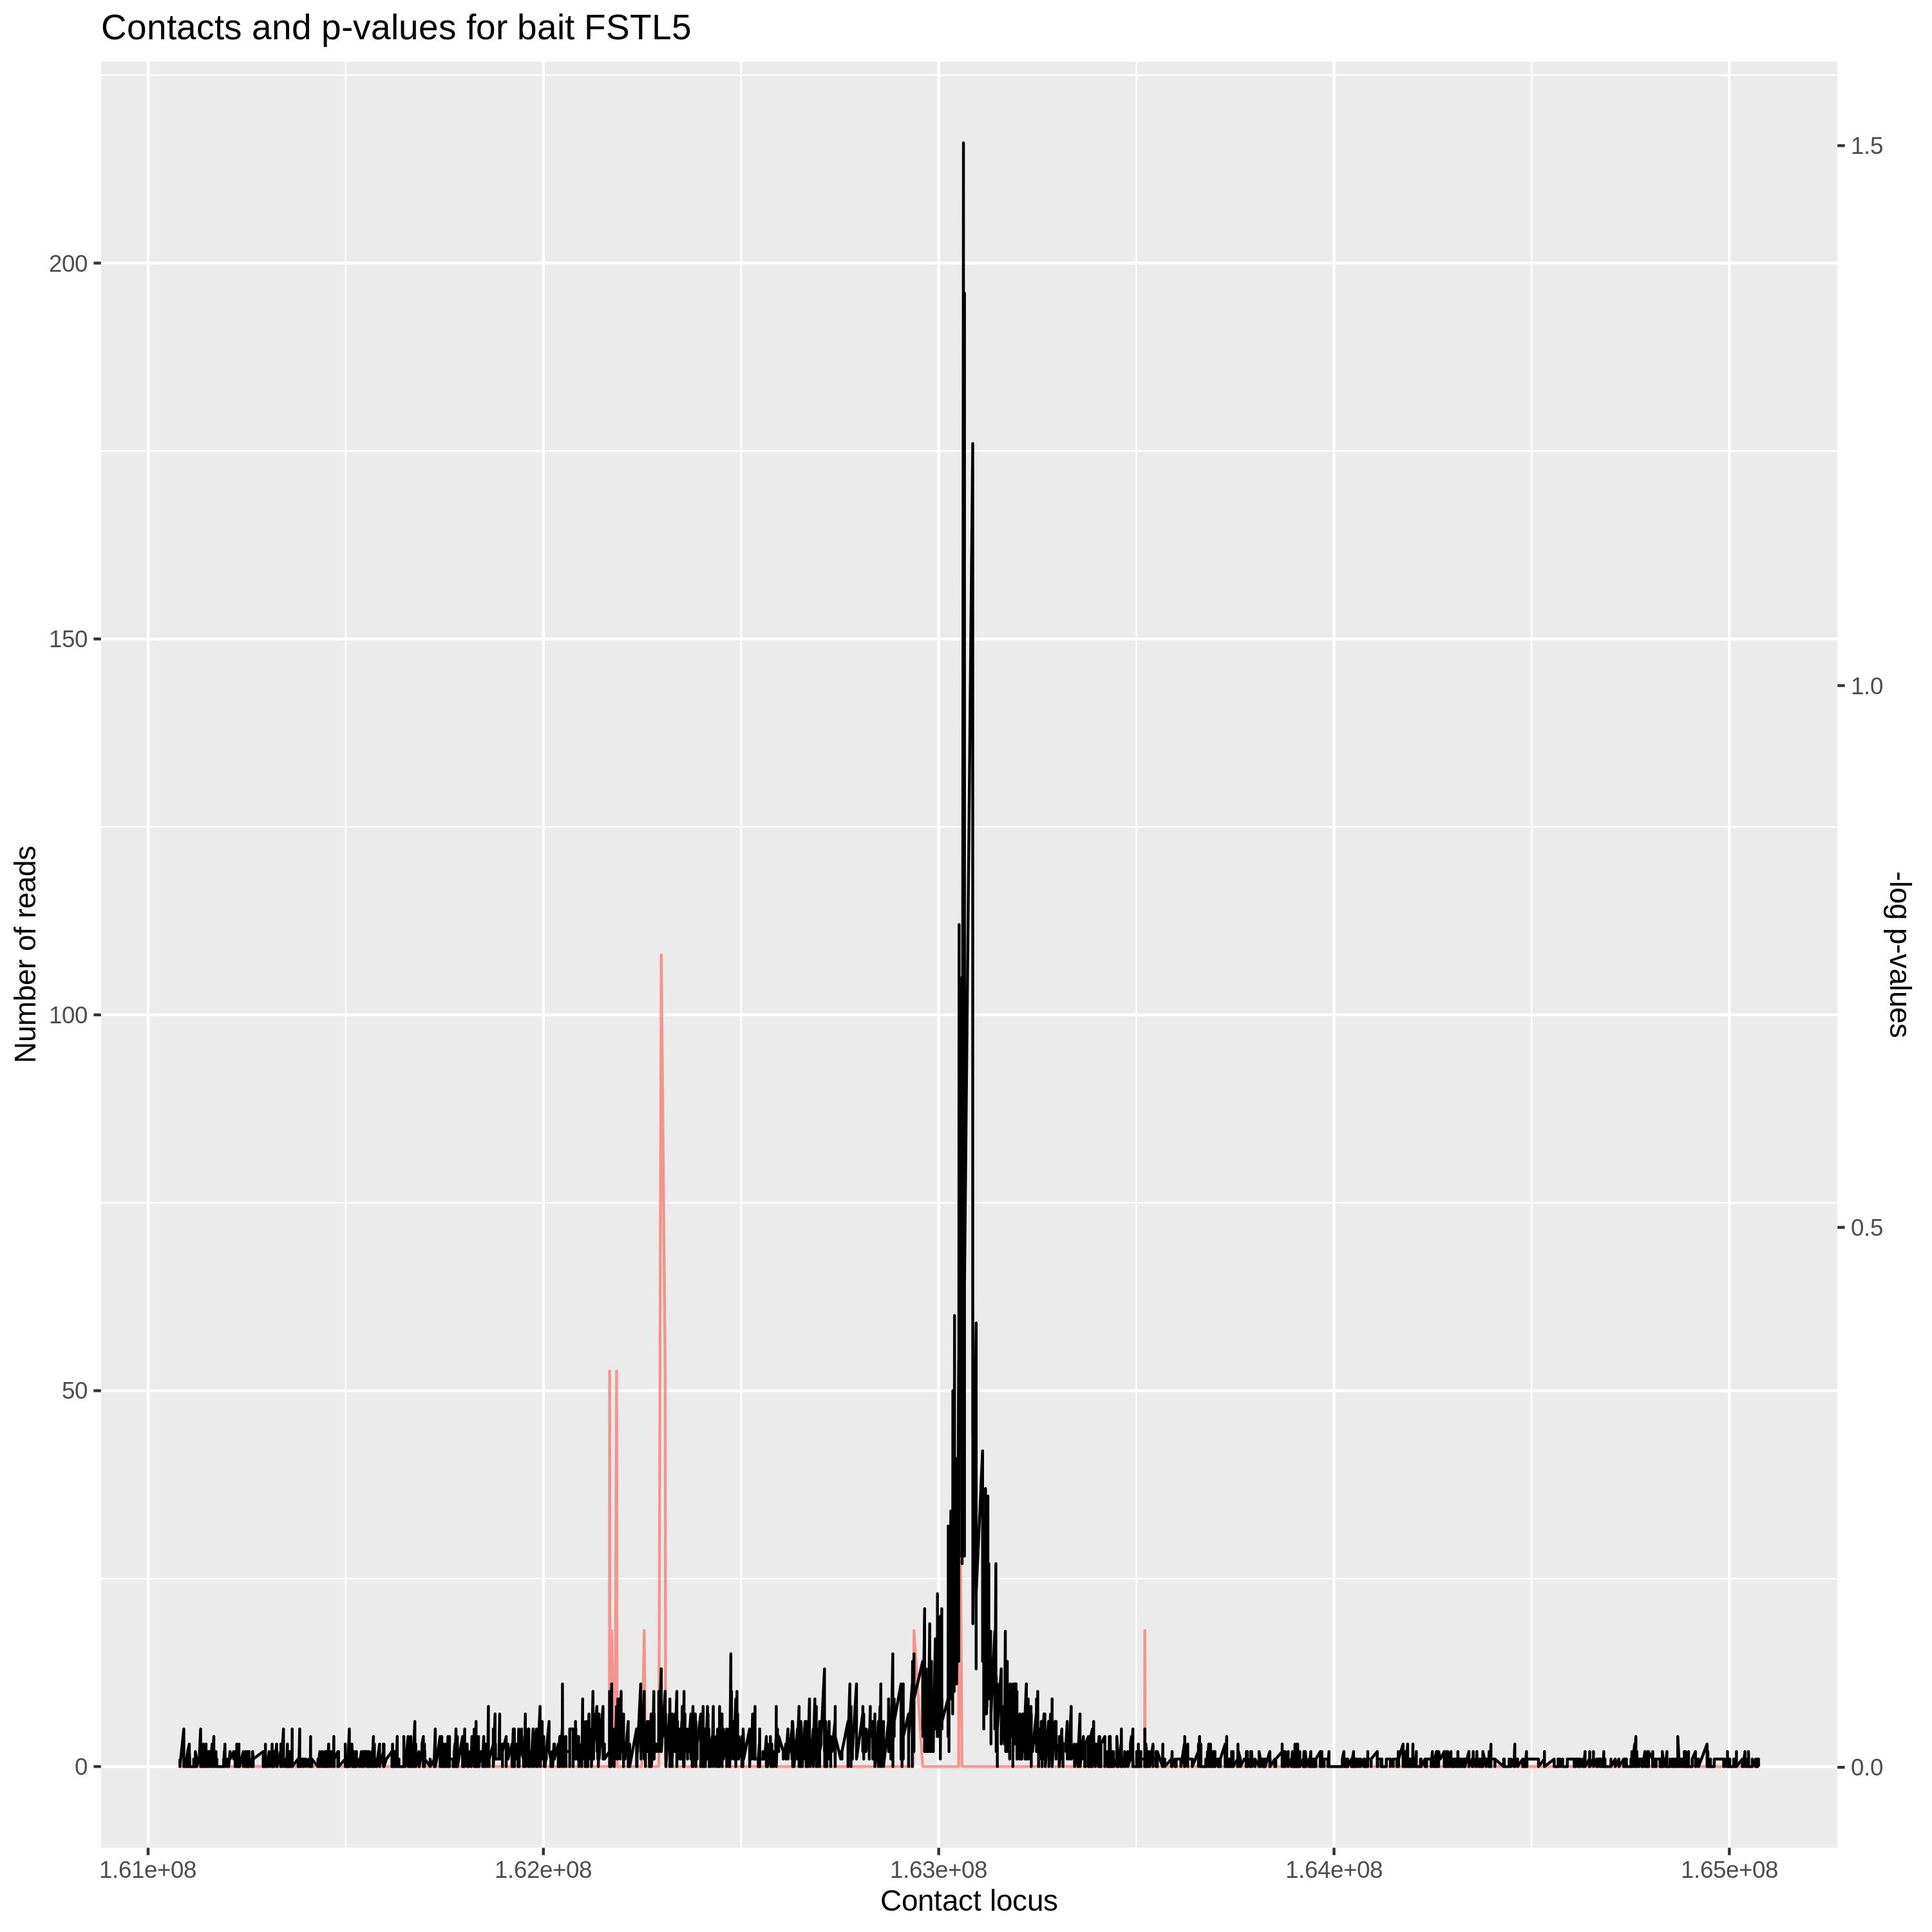 Contacts and p-values for bait FSTL5
Number of reads
200
150
100
50
0
1.5
1.0
0.5
0.0
-log p-values
1.61e+08 1.62e+08 1.63e+08 1.64e+08 1.65e+08
Contact locus